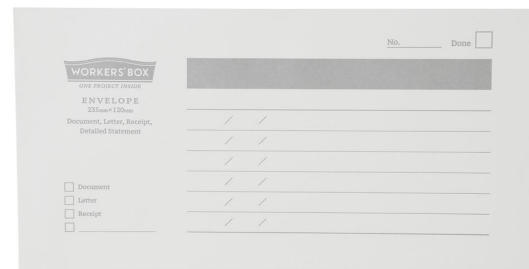 No. Done
WORKERS' BOX
ONE PROJECT INSIDE
ENVELOPE
235mm×120mm
Document, Letter, Receipt,
Detailed Statement
/ /
/ /
/ /
/ /
/ /
/ /
Document
Letter
Receipt